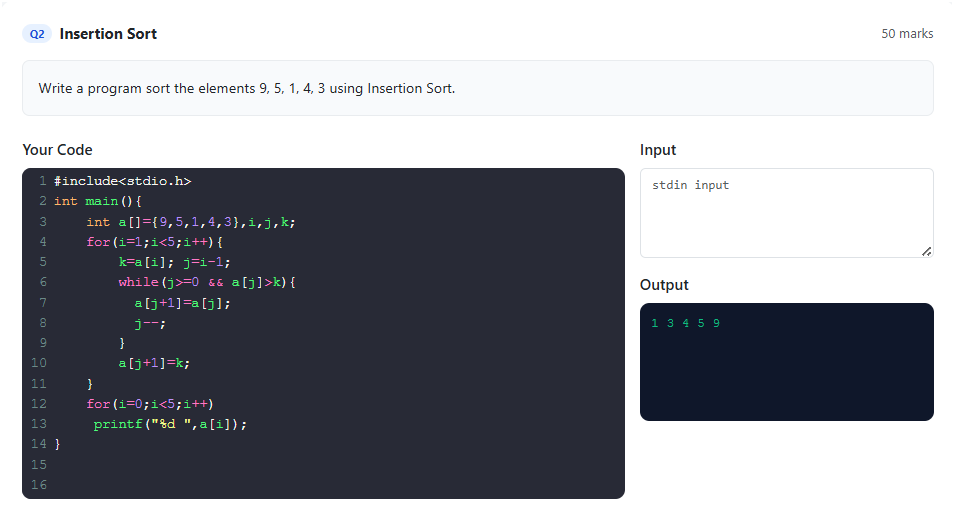 Q2 Insertion Sort 50 marks
Write a program sort the elements 9, 5, 1, 4, 3 using Insertion Sort.
Your Code
1 #include<stdio.h>
2 int main(){
3     int a[]={9,5,1,4,3},i,j,k;
4     for(i=1;i<5;i++){
5         k=a[i]; j=i-1;
6         while(j>=0 && a[j]>k){
7           a[j+1]=a[j];
8           j--;
9         }
10         a[j+1]=k;
11     }
12     for(i=0;i<5;i++)
13      printf("%d ",a[i]);
14 }
15
16
Input
stdin input
Output
1 3 4 5 9